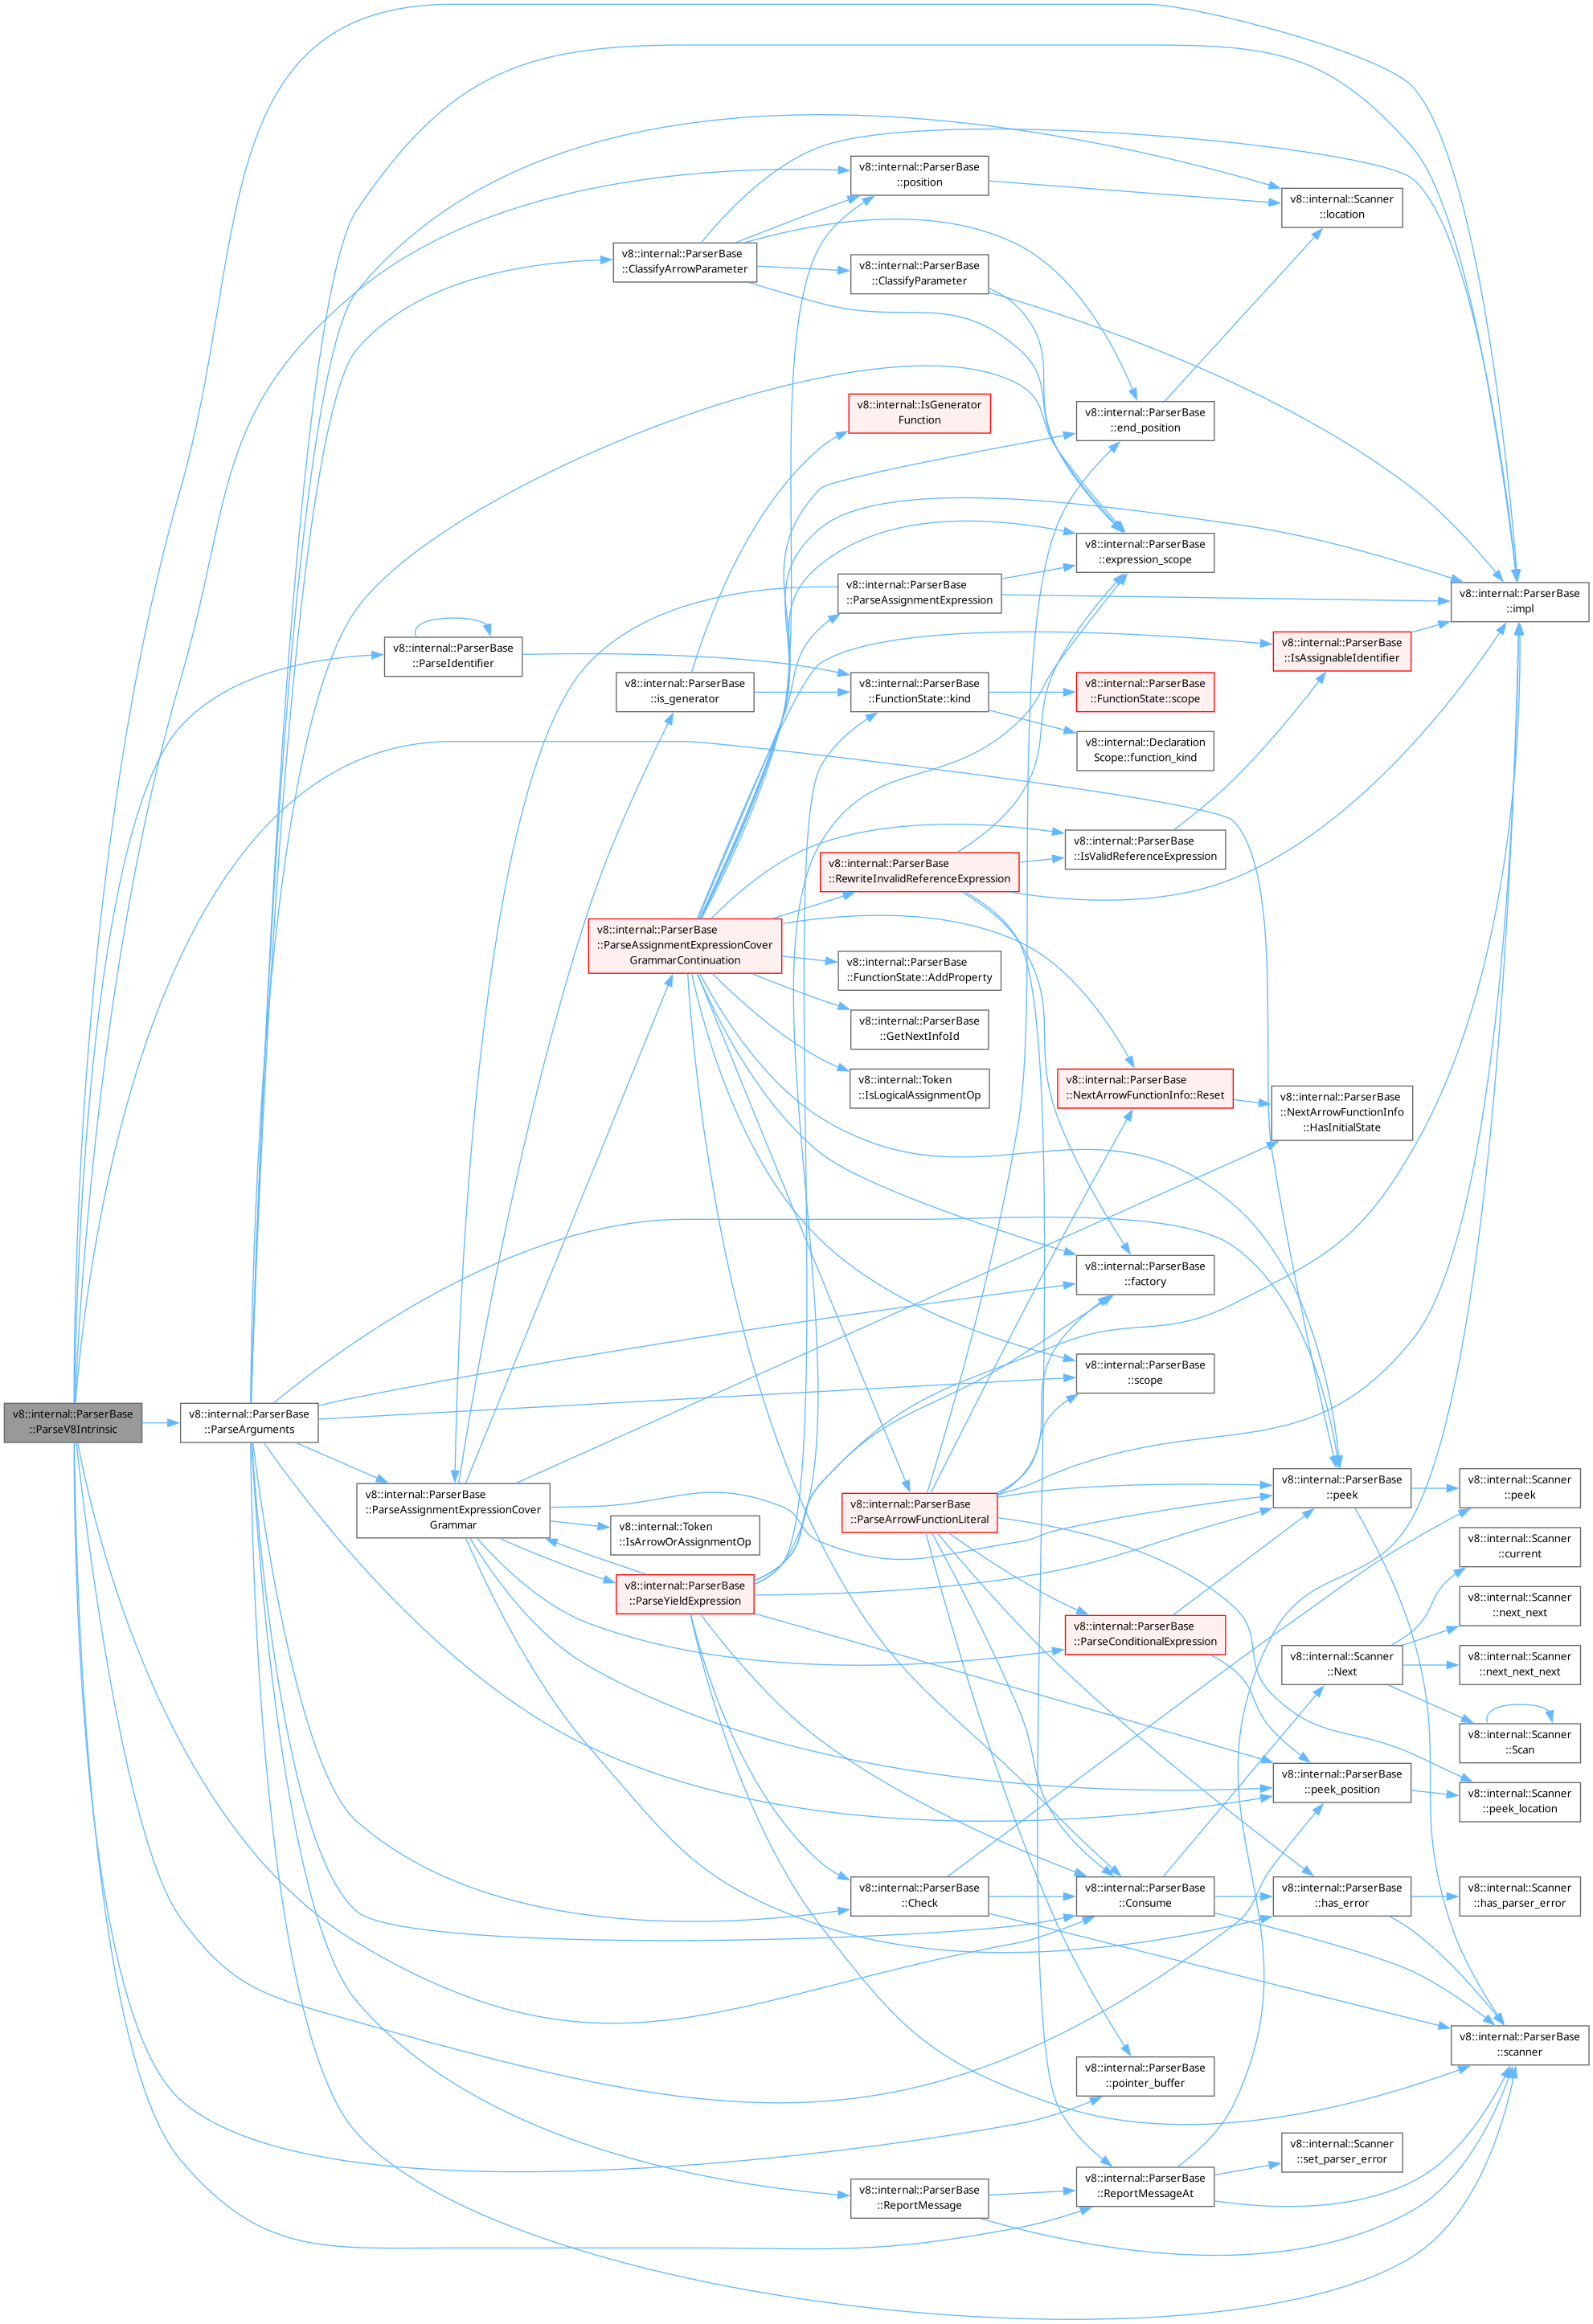 v8::internal::ParserBase
::ParseV8Intrinsic
v8::internal::ParserBase
::ParseArguments
v8::internal::ParserBase
::ParseIdentifier
v8::internal::ParserBase
::ParseAssignmentExpressionCover
Grammar
v8::internal::ParserBase
::ClassifyArrowParameter
v8::internal::ParserBase
::is_generator
v8::internal::ParserBase
::ParseAssignmentExpressionCover
GrammarContinuation
v8::internal::Token
::IsArrowOrAssignmentOp
v8::internal::ParserBase
::ParseYieldExpression
v8::internal::ParserBase
::position
v8::internal::ParserBase
::ClassifyParameter
v8::internal::IsGenerator
Function
v8::internal::ParserBase
::ParseAssignmentExpression
v8::internal::ParserBase
::FunctionState::kind
v8::internal::ParserBase
::RewriteInvalidReferenceExpression
v8::internal::ParserBase
::FunctionState::AddProperty
v8::internal::ParserBase
::GetNextInfoId
v8::internal::Token
::IsLogicalAssignmentOp
v8::internal::ParserBase
::ParseArrowFunctionLiteral
v8::internal::ParserBase
::Check
v8::internal::ParserBase
::ReportMessage
v8::internal::ParserBase
::end_position
v8::internal::ParserBase
::expression_scope
v8::internal::ParserBase
::FunctionState::scope
v8::internal::Declaration
Scope::function_kind
v8::internal::ParserBase
::IsValidReferenceExpression
v8::internal::ParserBase
::NextArrowFunctionInfo::Reset
v8::internal::ParserBase
::factory
v8::internal::ParserBase
::scope
v8::internal::ParserBase
::ParseConditionalExpression
v8::internal::ParserBase
::Consume
v8::internal::ParserBase
::pointer_buffer
v8::internal::ParserBase
::ReportMessageAt
v8::internal::Scanner
::location
v8::internal::ParserBase
::IsAssignableIdentifier
v8::internal::ParserBase
::NextArrowFunctionInfo
::HasInitialState
v8::internal::ParserBase
::peek
v8::internal::Scanner
::Next
v8::internal::ParserBase
::peek_position
v8::internal::ParserBase
::has_error
v8::internal::Scanner
::set_parser_error
v8::internal::ParserBase
::impl
v8::internal::Scanner
::peek
v8::internal::Scanner
::current
v8::internal::Scanner
::next_next
v8::internal::Scanner
::next_next_next
v8::internal::Scanner
::Scan
v8::internal::Scanner
::peek_location
v8::internal::Scanner
::has_parser_error
v8::internal::ParserBase
::scanner